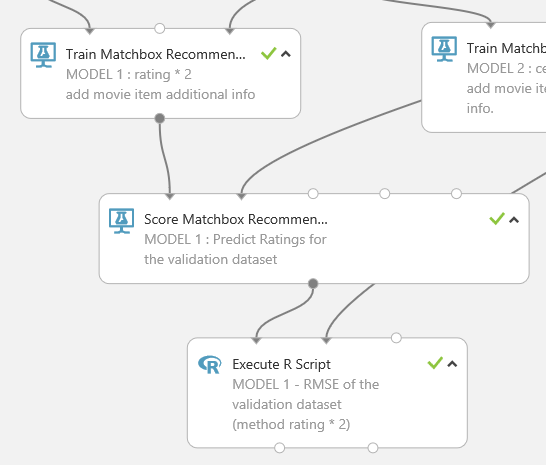 Train Matchbox Recommen...
MODEL 1 : rating * 2
add movie item additional info
Train Matchb
MODEL 2 : ce
add movie ite
info.
Score Matchbox Recommen...
MODEL 1 : Predict Ratings for
the validation dataset
Execute R Script
MODEL 1 - RMSE of the
validation dataset
(method rating * 2)